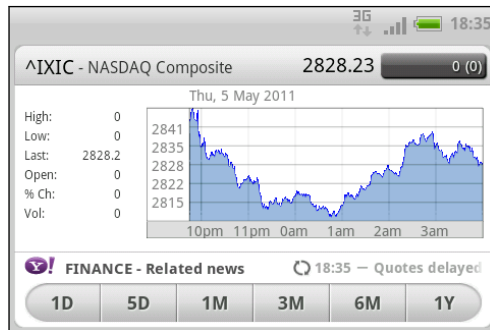 3G 18:35
^IXIC - NASDAQ Composite 2828.23 0 (0)
Thu, 5 May 2011
High: 0
Low: 0
Last: 2828.2
Open: 0
% Ch: 0
Vol: 0
2841
2835
2828
2822
2815
10pm 11pm 0am 1am 2am 3am
Y! FINANCE - Related news 18:35 — Quotes delayed
1D 5D 1M 3M 6M 1Y